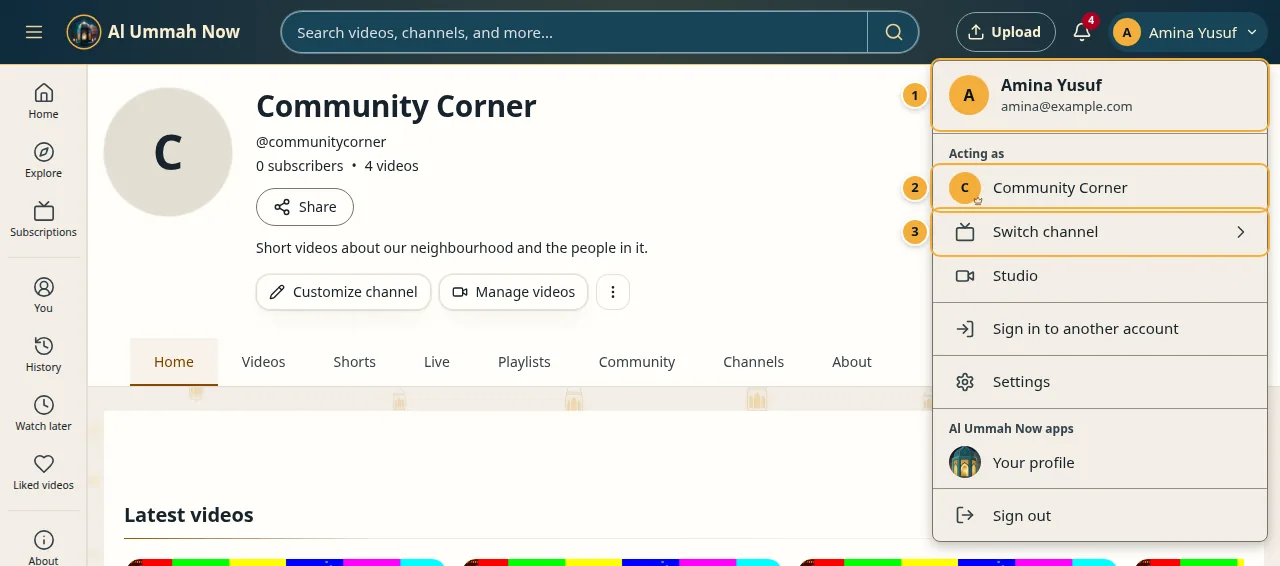 Al Ummah Now
Search videos, channels, and more...
Upload
4
A
Amina Yusuf
Home
Explore
Subscriptions
You
History
Watch later
Liked videos
About
C
Community Corner
@communitycorner
0 subscribers • 4 videos
Share
Short videos about our neighbourhood and the people in it.
Customize channel
Manage videos
Home
Videos
Shorts
Live
Playlists
Community
Channels
About
Latest videos
1
A
Amina Yusuf
amina@example.com
Acting as
2
C
Community Corner
3
Switch channel
Studio
Sign in to another account
Settings
Al Ummah Now apps
Your profile
Sign out